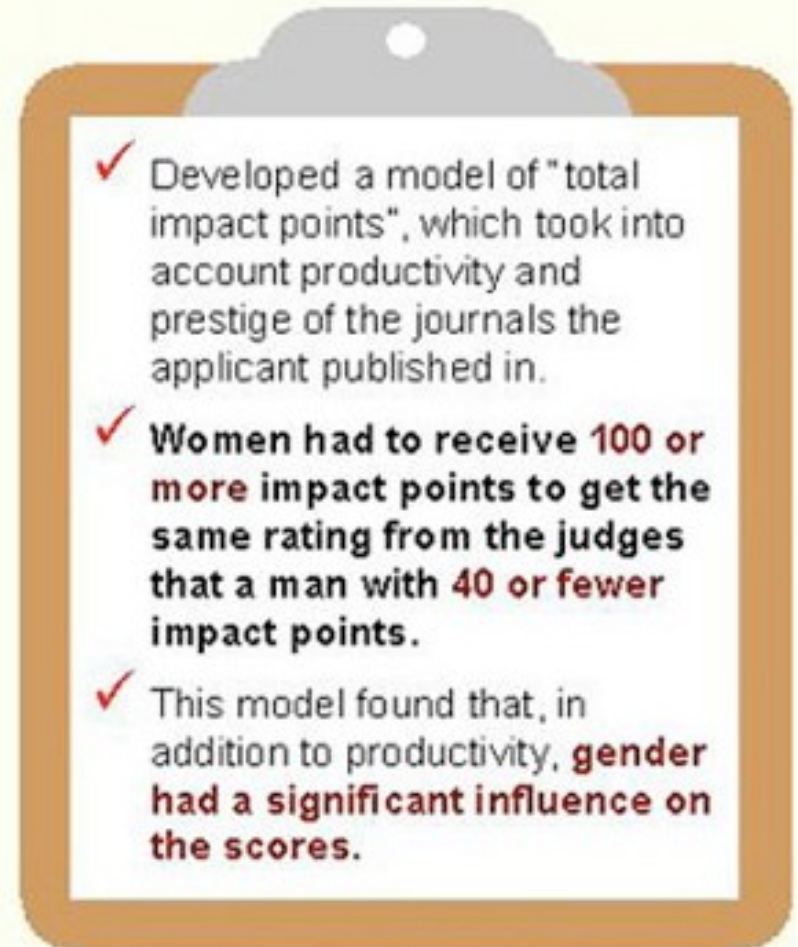 Developed a model of "total
impact points", which took into
account productivity and
prestige of the journals the
applicant published in.
Women had to receive 100 or
more impact points to get the
same rating from the judges
that a man with 40 or fewer
impact points.
This model found that, in
addition to productivity, gender
had a significant influence on
the scores.